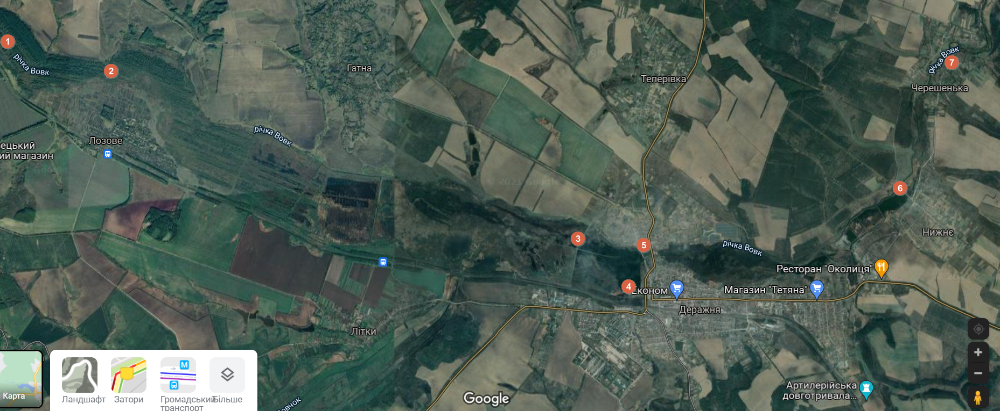 1
річка Вовк
2
Гатна
Теперівка
річка Вовк
7
Черешенька
Лозове
річка Вовк
ецький
ий магазин
6
Нижнє
3
5
річка Вовк
Ресторан "Околиця"
4
Економ
Магазин "Тетяна"
Деражня
Літки
Артилерійська
довготривала...
Google
Карта
Ландшафт
Затори
Громадський
транспорт
Більше
M
овчок